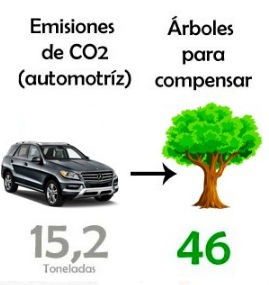 Emisiones
de CO2
(automotríz)
Árboles
para
compensar
15,2
Toneladas
46